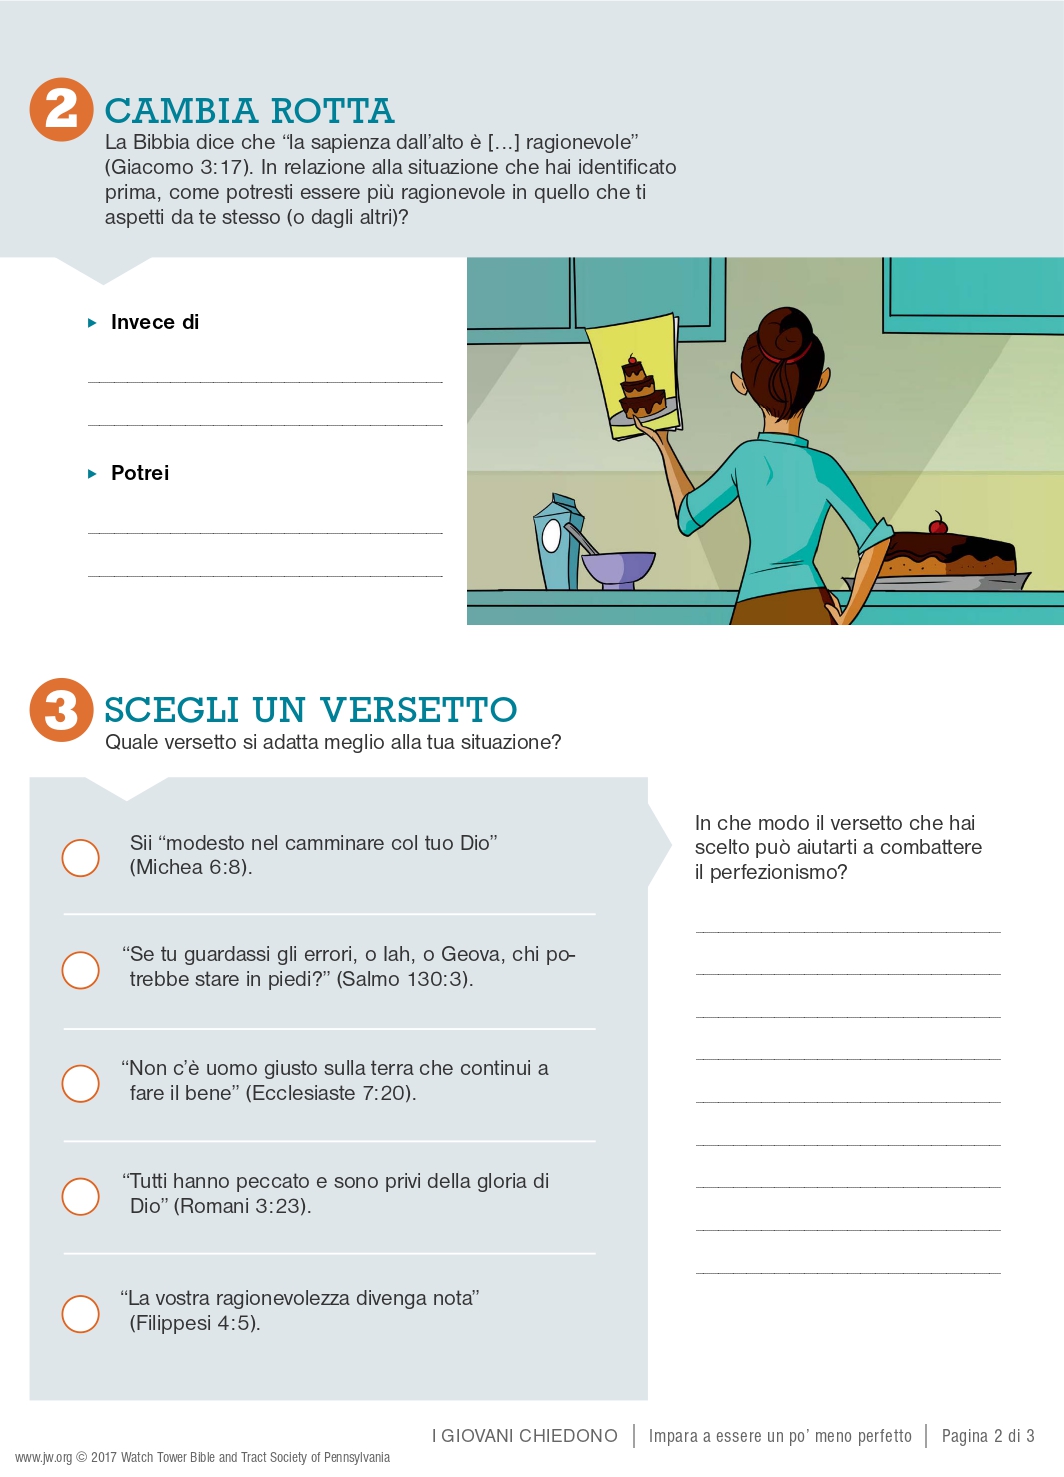 2
CAMBIA ROTTA
La Bibbia dice che “la sapienza dall’alto è [...] ragionevole”
(Giacomo 3:17). In relazione alla situazione che hai identificato
prima, come potresti essere più ragionevole in quello che ti
aspetti da te stesso (o dagli altri)?
Invece di
Potrei
3
SCEGLI UN VERSETTO
Quale versetto si adatta meglio alla tua situazione?
Sii “modesto nel camminare col tuo Dio”
(Michea 6:8).
“Se tu guardassi gli errori, o Iah, o Geova, chi po-
trebbe stare in piedi?” (Salmo 130:3).
“Non c’è uomo giusto sulla terra che continui a
fare il bene” (Ecclesiaste 7:20).
“Tutti hanno peccato e sono privi della gloria di
Dio” (Romani 3:23).
“La vostra ragionevolezza divenga nota”
(Filippesi 4:5).
In che modo il versetto che hai
scelto può aiutarti a combattere
il perfezionismo?
I GIOVANI CHIEDONO | Impara a essere un po’ meno perfetto | Pagina 2 di 3
www.jw.org © 2017 Watch Tower Bible and Tract Society of Pennsylvania